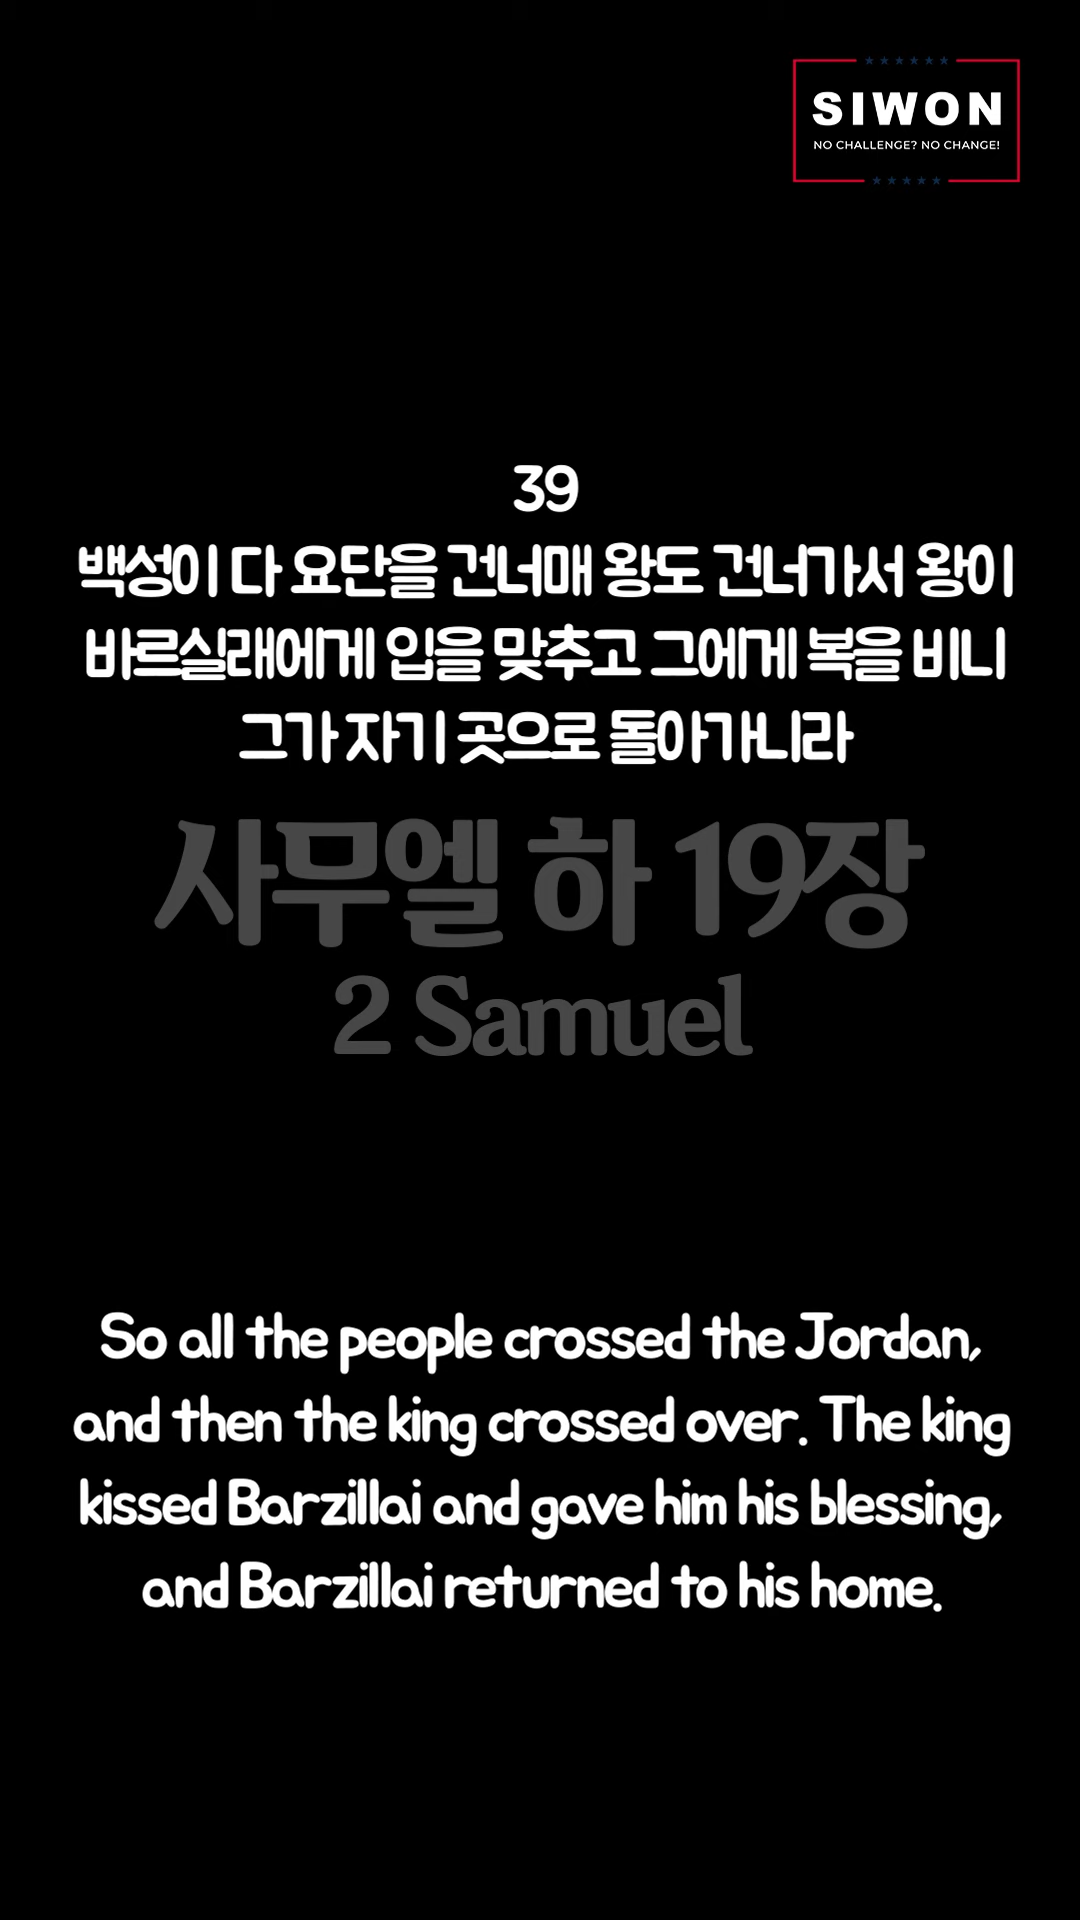 SIWON
NO CHALLENGE? NO CHANGE!
39
백성이 다 요단을 건너매 왕도 건너가서 왕이
바르실래에게 입을 맞추고 그에게 복을 비니
그가 자기 곳으로 돌아가니라
사무엘 하 19장
2 Samuel
So all the people crossed the Jordan,
and then the king crossed over. The king
kissed Barzillai and gave him his blessing,
and Barzillai returned to his home.